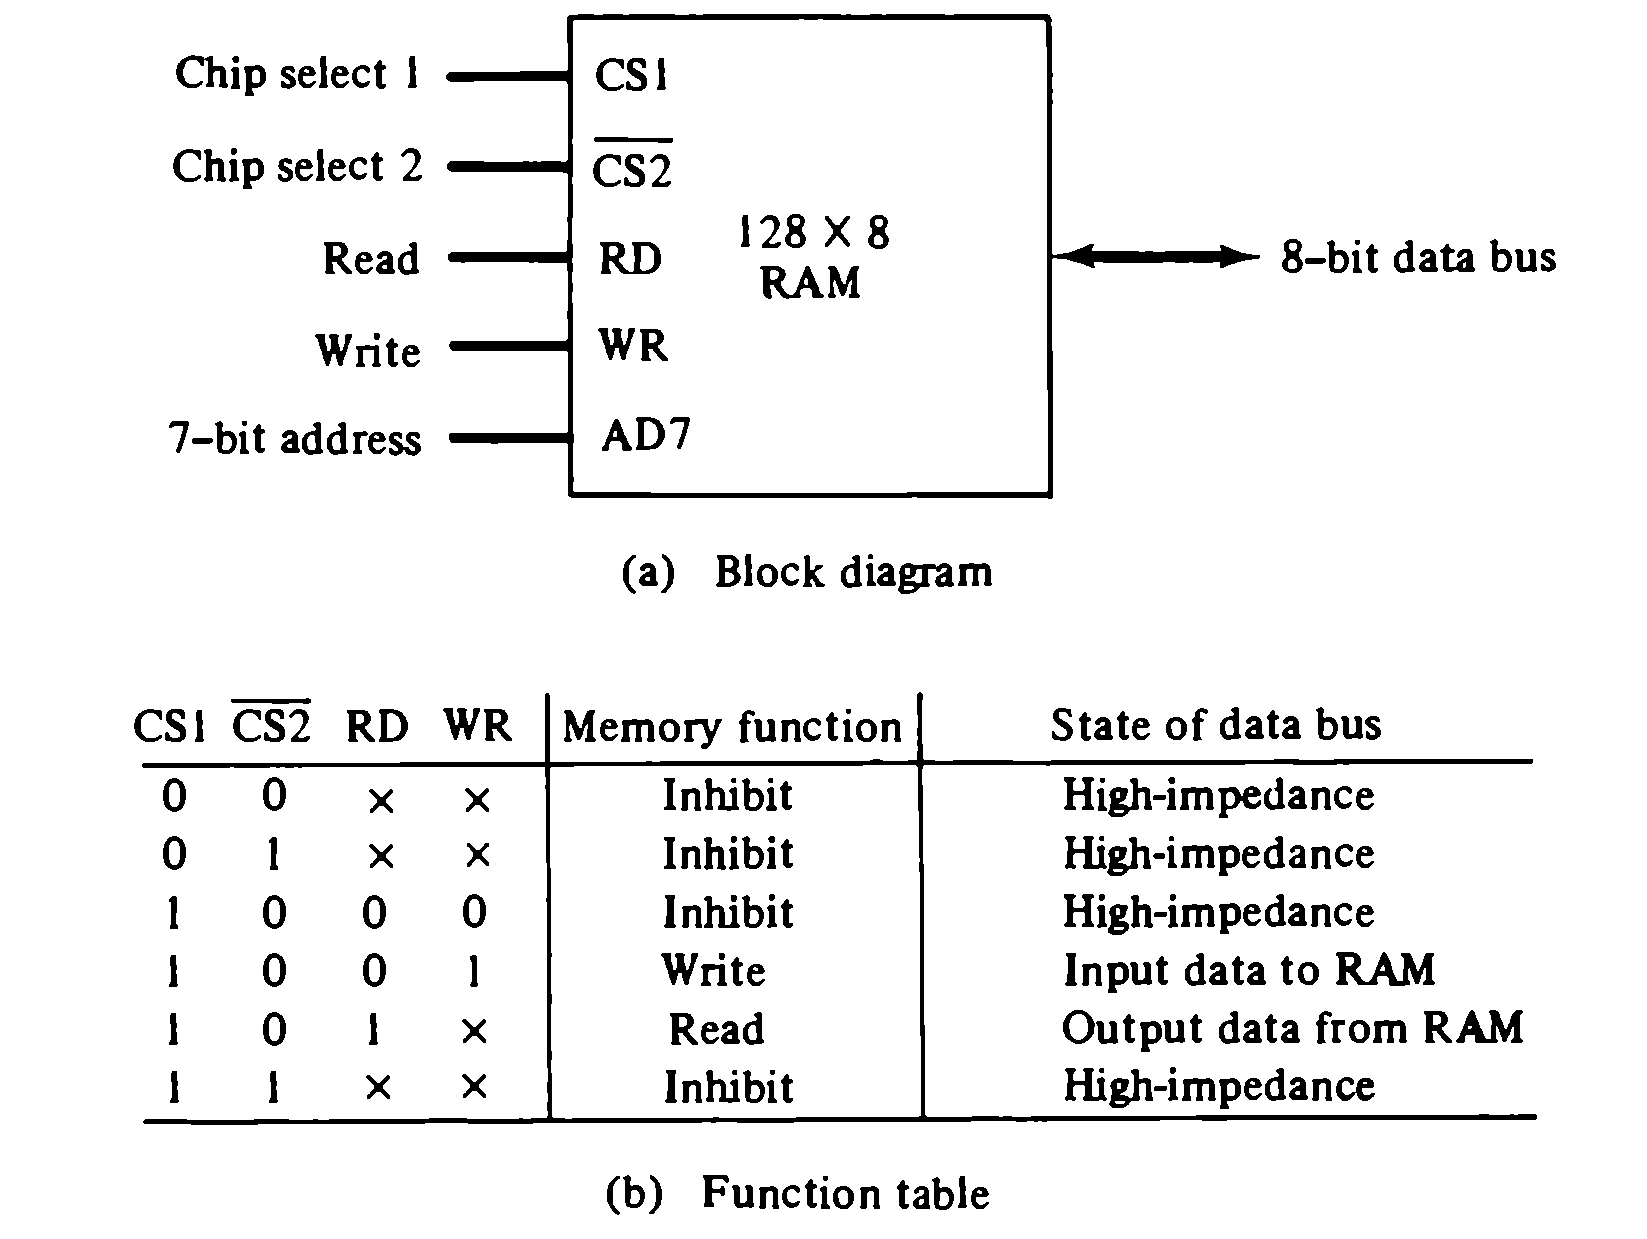 Chip select 1 CS1
Chip select 2 C̅S̅2̅
128 × 8
Read RD RAM 8-bit data bus
Write WR
7-bit address AD7
(a) Block diagram
CS1 C̅S̅2̅ RD WR Memory function State of data bus
0 0 × × Inhibit High-impedance
0 1 × × Inhibit High-impedance
1 0 0 0 Inhibit High-impedance
1 0 0 1 Write Input data to RAM
1 0 1 × Read Output data from RAM
1 1 × × Inhibit High-impedance
(b) Function table